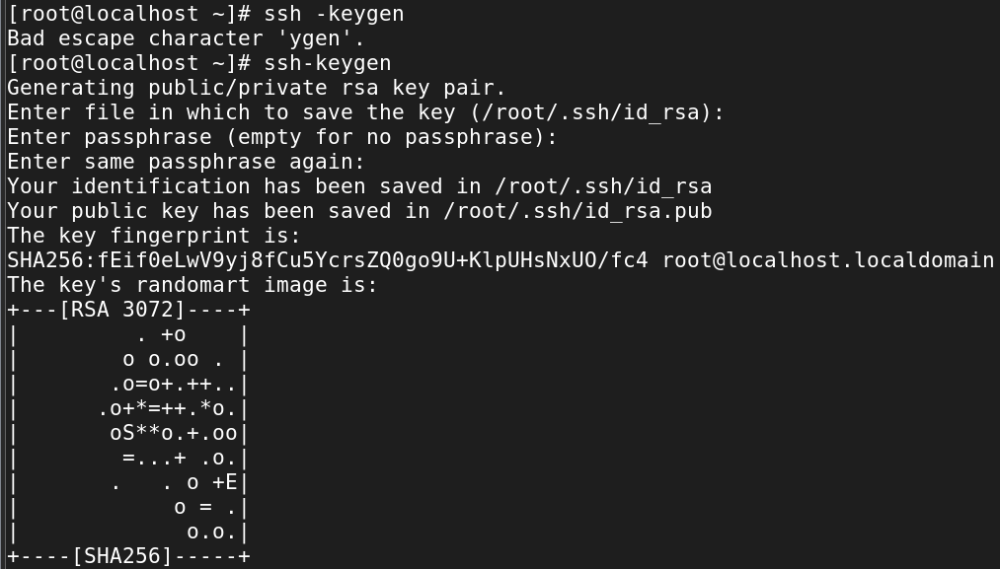 [root@localhost ~]# ssh -keygen
Bad escape character 'ygen'.
[root@localhost ~]# ssh-keygen
Generating public/private rsa key pair.
Enter file in which to save the key (/root/.ssh/id_rsa):
Enter passphrase (empty for no passphrase):
Enter same passphrase again:
Your identification has been saved in /root/.ssh/id_rsa
Your public key has been saved in /root/.ssh/id_rsa.pub
The key fingerprint is:
SHA256:fEif0eLwV9yj8fCu5YcrsZQ0go9U+KlpUHsNxUO/fc4 root@localhost.localdomain
The key's randomart image is:
+---[RSA 3072]----+
|         . +o    |
|        o o.oo . |
|       .o=o+.++..|
|      .o+*=++.*o.|
|       oS**o.+.oo|
|        =...+ .o.|
|       .   . o +E|
|            o = .|
|             o.o.|
+----[SHA256]-----+